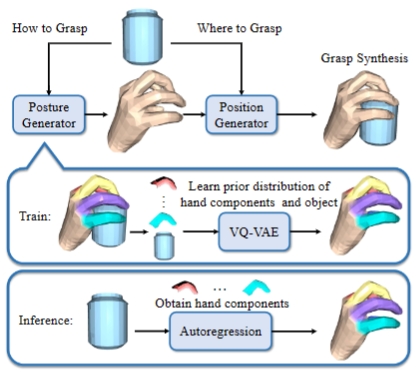 How to Grasp
Where to Grasp
Grasp Synthesis
Posture
Generator
Position
Generator
Train:
Learn prior distribution of
hand components and object
VQ-VAE
Inference:
Obtain hand components
Autoregression